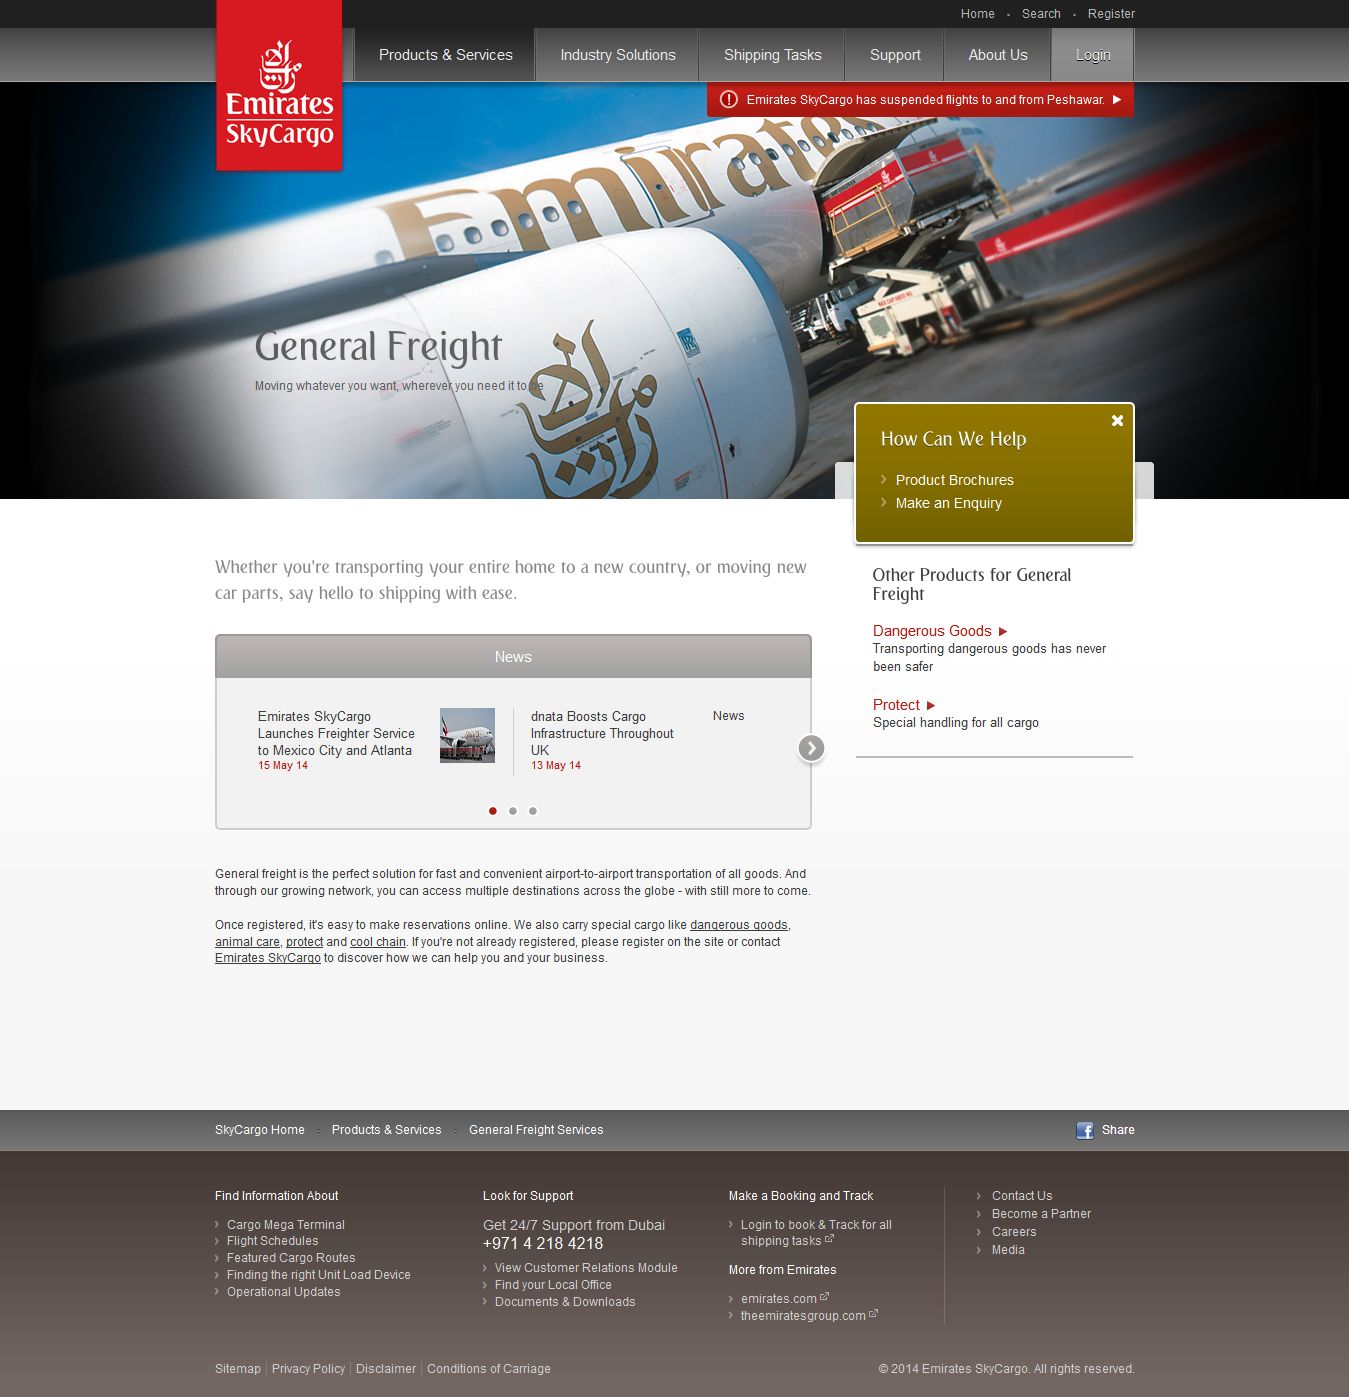 Home
Search
Register
Emirates
SkyCargo
Products & Services
Industry Solutions
Shipping Tasks
Support
About Us
Login
Emirates SkyCargo has suspended flights to and from Peshawar.
Emirates
General Freight
Moving whatever you want, wherever you need it to be
How Can We Help
Product Brochures
Make an Enquiry
Whether you're transporting your entire home to a new country, or moving new
car parts, say hello to shipping with ease.
News
Emirates SkyCargo
Launches Freighter Service
to Mexico City and Atlanta
15 May 14
dnata Boosts Cargo
Infrastructure Throughout
UK
13 May 14
News
General freight is the perfect solution for fast and convenient airport-to-airport transportation of all goods. And
through our growing network, you can access multiple destinations across the globe - with still more to come.
Once registered, it's easy to make reservations online. We also carry special cargo like dangerous goods,
animal care, protect and cool chain. If you're not already registered, please register on the site or contact
Emirates SkyCargo to discover how we can help you and your business.
Other Products for General
Freight
Dangerous Goods
Transporting dangerous goods has never
been safer
Protect
Special handling for all cargo
SkyCargo Home
Products & Services
General Freight Services
Share
Find Information About
Cargo Mega Terminal
Flight Schedules
Featured Cargo Routes
Finding the right Unit Load Device
Operational Updates
Look for Support
Get 24/7 Support from Dubai
+971 4 218 4218
View Customer Relations Module
Find your Local Office
Documents & Downloads
Make a Booking and Track
Login to book & Track for all
shipping tasks
More from Emirates
emirates.com
theemiratesgroup.com
Contact Us
Become a Partner
Careers
Media
Sitemap
Privacy Policy
Disclaimer
Conditions of Carriage
© 2014 Emirates SkyCargo. All rights reserved.